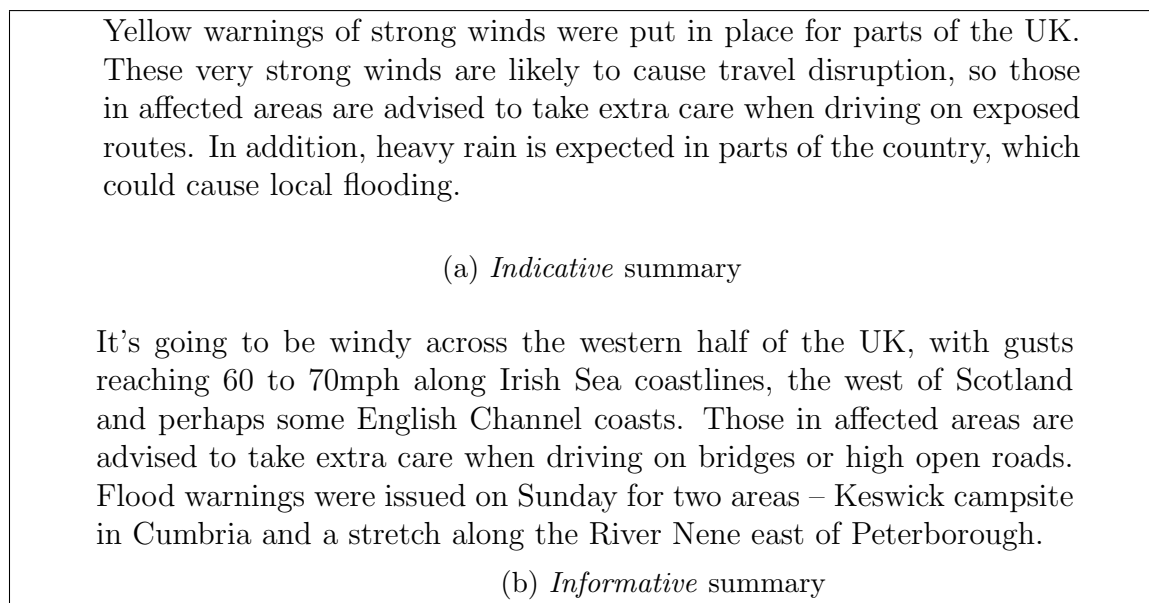 Yellow warnings of strong winds were put in place for parts of the UK.
These very strong winds are likely to cause travel disruption, so those
in affected areas are advised to take extra care when driving on exposed
routes. In addition, heavy rain is expected in parts of the country, which
could cause local flooding.
(a) Indicative summary
It's going to be windy across the western half of the UK, with gusts
reaching 60 to 70mph along Irish Sea coastlines, the west of Scotland
and perhaps some English Channel coasts. Those in affected areas are
advised to take extra care when driving on bridges or high open roads.
Flood warnings were issued on Sunday for two areas – Keswick campsite
in Cumbria and a stretch along the River Nene east of Peterborough.
(b) Informative summary